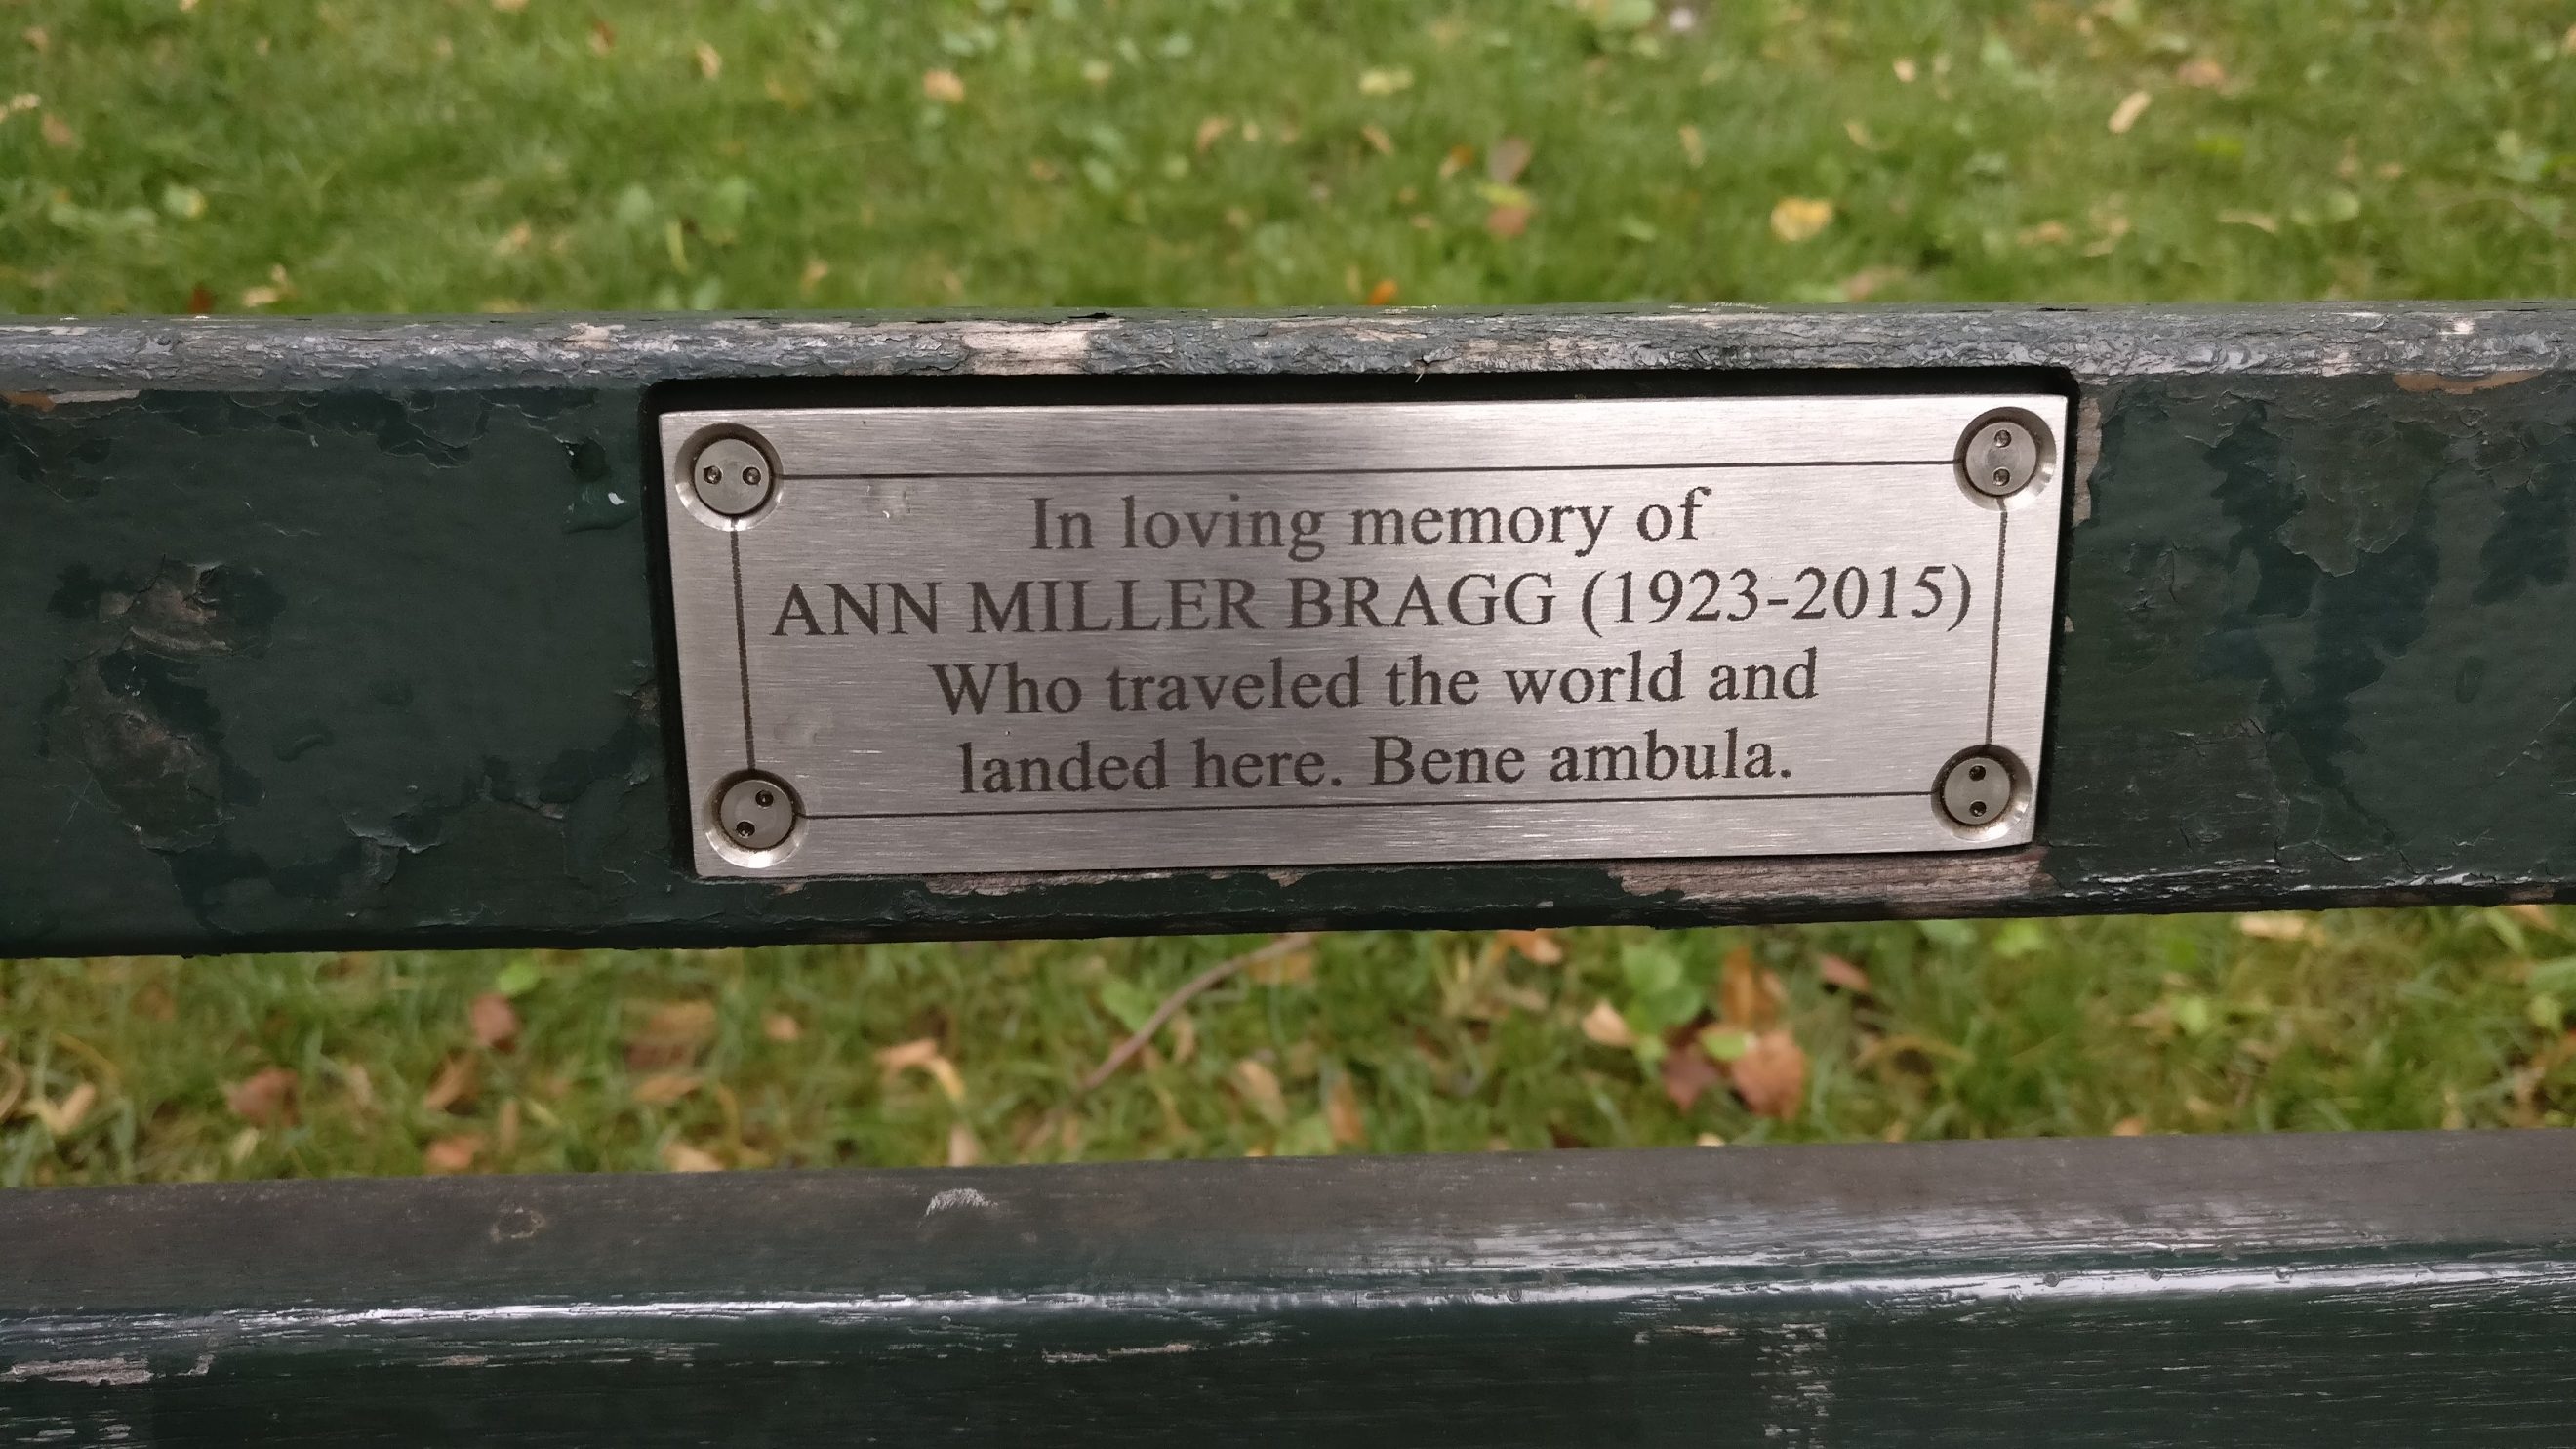 In loving memory of
ANN MILLER BRAGG (1923-2015)
Who traveled the world and
landed here. Bene ambula.